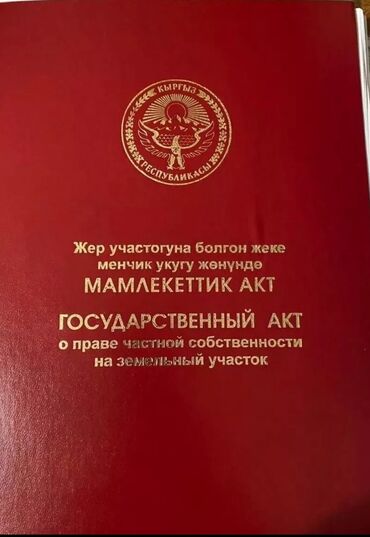 КЫРГЫЗ
РЕСПУБЛИКАСЫ
Жер участогуна болгон жеке
менчик укугу жөнүндө
МАМЛЕКЕТТИК АКТ
ГОСУДАРСТВЕННЫЙ АКТ
о праве частной собственности
на земельный участок